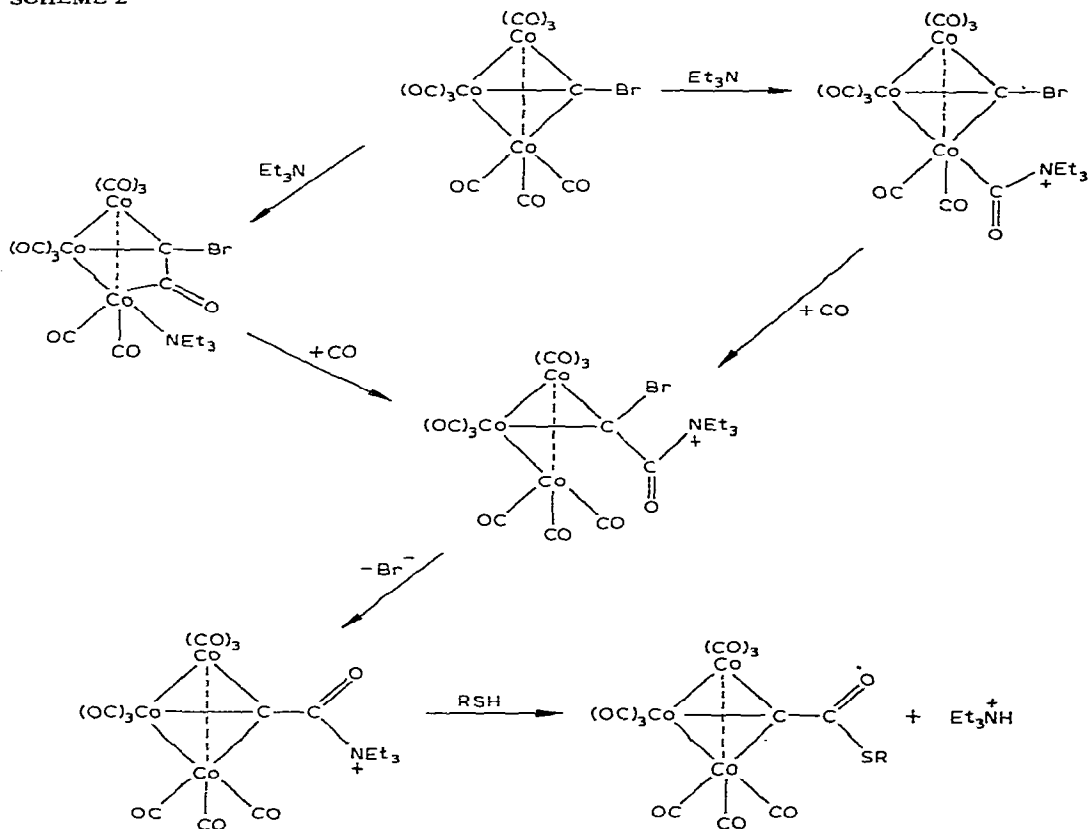 SCHEME 2
(CO)₃
Co
(OC)₃Co
C
Br
Co
OC
CO
CO
Et₃N
(CO)₃
Co
(OC)₃Co
C
Br
Co
OC
CO
C
O
NEt₃
+
Et₃N
(CO)₃
Co
(OC)₃Co
C
Br
C
O
Co
OC
CO
NEt₃
+CO
+CO
(CO)₃
Co
(OC)₃Co
C
Br
NEt₃
+
C
O
Co
OC
CO
CO
-Br⁻
(CO)₃
Co
(OC)₃Co
C
C
O
NEt₃
+
Co
OC
CO
CO
RSH
(CO)₃
Co
(OC)₃Co
C
C
O
SR
Co
OC
CO
CO
+
Et₃N⁺H